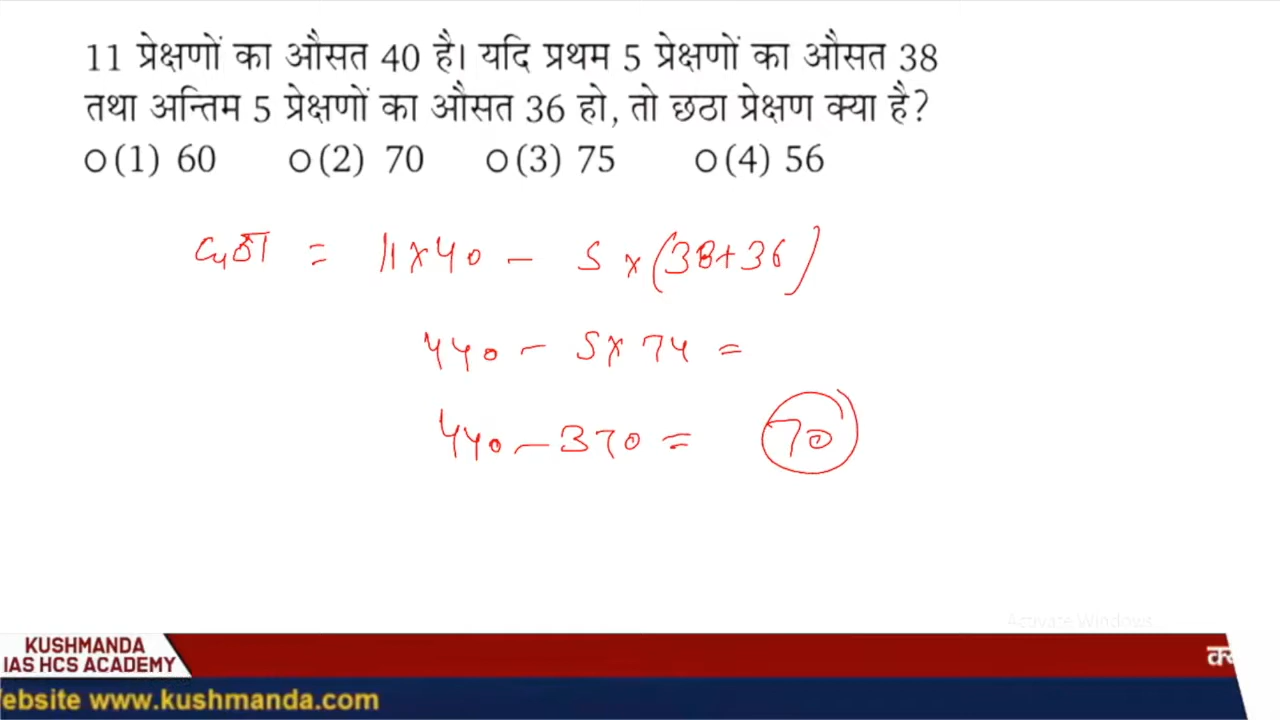 11 प्रेक्षणों का औसत 40 है। यदि प्रथम 5 प्रेक्षणों का औसत 38
तथा अन्तिम 5 प्रेक्षणों का औसत 36 हो, तो छठा प्रेक्षण क्या है?
(1) 60 (2) 70 (3) 75 (4) 56
छठा = 11 x 40 - 5 x (38+36)
440 - 5 x 74 =
440 - 370 = 70
Activate Windows
KUSHMANDA
IAS HCS ACADEMY
ebsite www.kushmanda.com